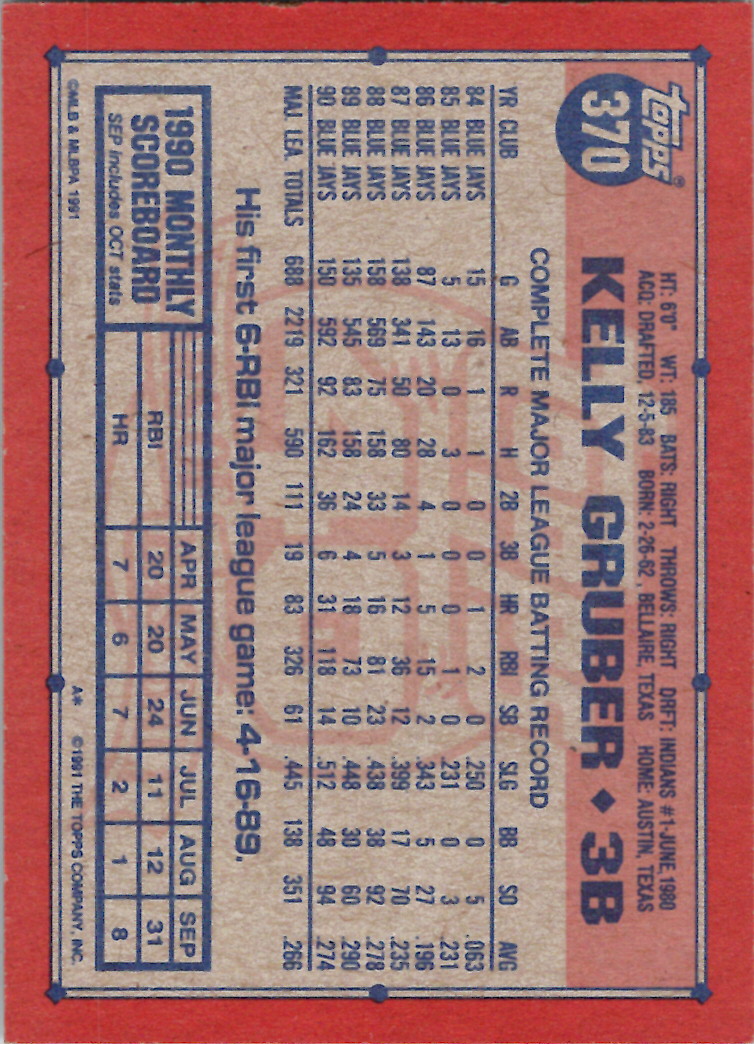 topps®
370
HT: 6'0" WT: 185 BATS: RIGHT THROWS: RIGHT DRFT: INDIANS #1-JUNE 1980
ACQ: DRAFTED, 12-5-83 BORN: 2-26-62, BELLAIRE, TEXAS HOME: AUSTIN, TEXAS
KELLY GRUBER ◆ 3B
COMPLETE MAJOR LEAGUE BATTING RECORD
YR CLUB G AB R H 2B 3B HR RBI SB SLG BB SO AVG
84 BLUE JAYS 15 16 1 1 0 0 1 2 0 .250 0 5 .063
85 BLUE JAYS 5 13 0 3 0 0 0 1 0 .231 0 3 .231
86 BLUE JAYS 87 143 20 28 4 1 5 15 2 .343 5 27 .196
87 BLUE JAYS 138 341 50 80 14 3 12 36 12 .399 17 70 .235
88 BLUE JAYS 158 569 75 158 33 5 16 81 23 .438 38 92 .278
89 BLUE JAYS 135 545 83 158 24 4 18 73 10 .448 30 60 .290
90 BLUE JAYS 150 592 92 162 36 6 31 118 14 .512 48 94 .274
MAJ. LEA. TOTALS 688 2219 321 590 111 19 83 326 61 .445 138 351 .266
His first 6-RBI major league game: 4-16-89.
1990 MONTHLY
SCOREBOARD
SEP includes OCT stats
APR MAY JUN JUL AUG SEP
RBI 20 20 24 11 12 31
HR 7 6 7 2 1 8
©MLB & MLBPA 1991
A* ©1991 THE TOPPS COMPANY, INC.